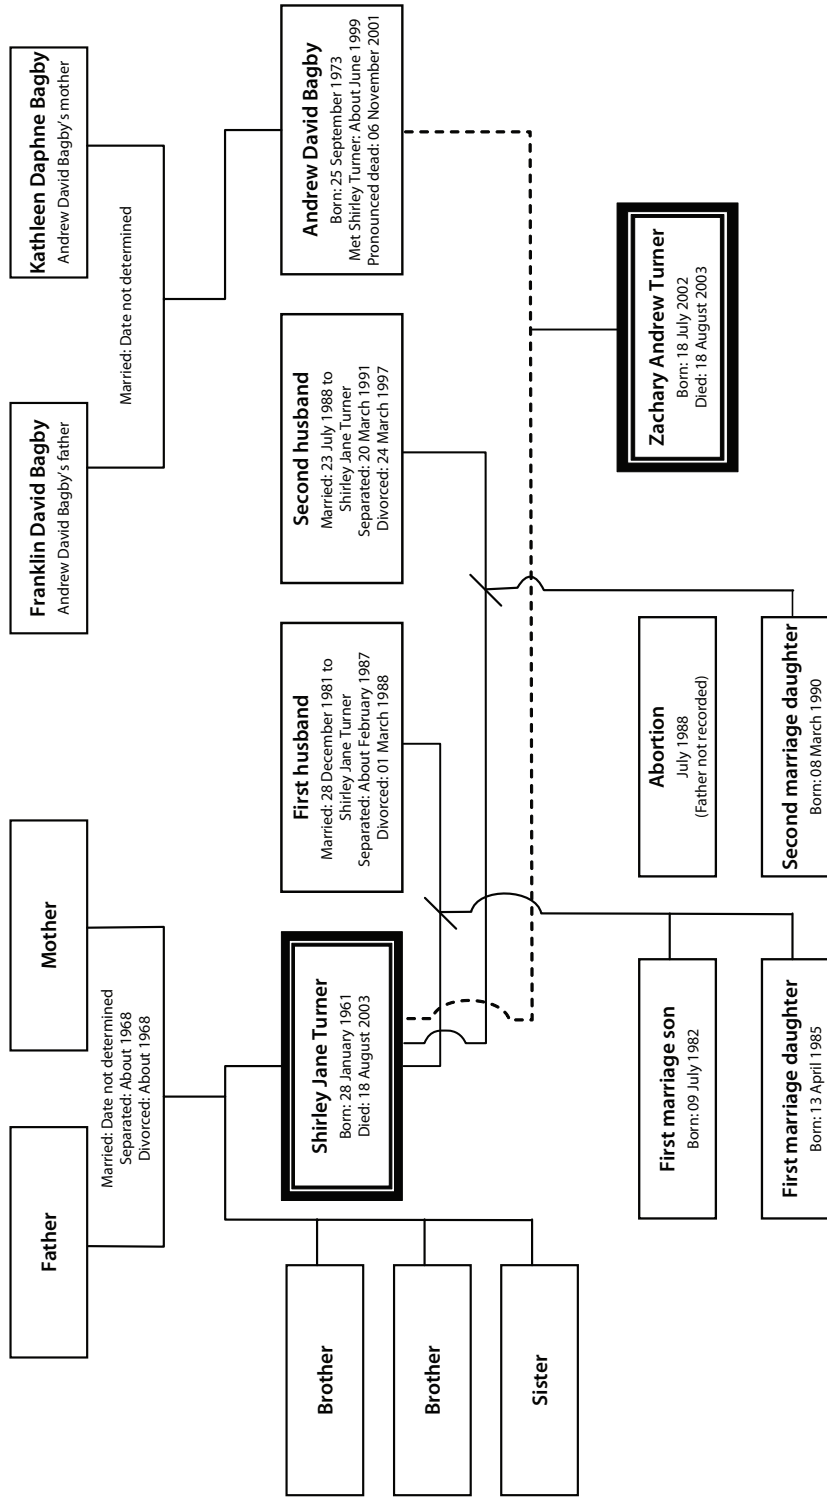 Father
Mother
Married: Date not determined
Separated: About 1968
Divorced: About 1968
Franklin David Bagby
Andrew David Bagby's father
Kathleen Daphne Bagby
Andrew David Bagby's mother
Married: Date not determined
Brother
Brother
Sister
Shirley Jane Turner
Born: 28 January 1961
Died: 18 August 2003
First husband
Married: 28 December 1981 to
Shirley Jane Turner
Separated: About February 1987
Divorced: 01 March 1988
Second husband
Married: 23 July 1988 to
Shirley Jane Turner
Separated: 20 March 1991
Divorced: 24 March 1997
Andrew David Bagby
Born: 25 September 1973
Met Shirley Turner: About June 1999
Pronounced dead: 06 November 2001
First marriage son
Born: 09 July 1982
Abortion
July 1988
(Father not recorded)
Zachary Andrew Turner
Born: 18 July 2002
Died: 18 August 2003
First marriage daughter
Born: 13 April 1985
Second marriage daughter
Born: 08 March 1990